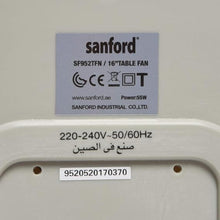 sanford®
SF952TFN / 16"TABLE FAN
www.sanford.ae Power:55W
SANFORD INDUSTRIAL CO.,LTD.
220-240V~50/60Hz
صنع في الصين
9520520170370